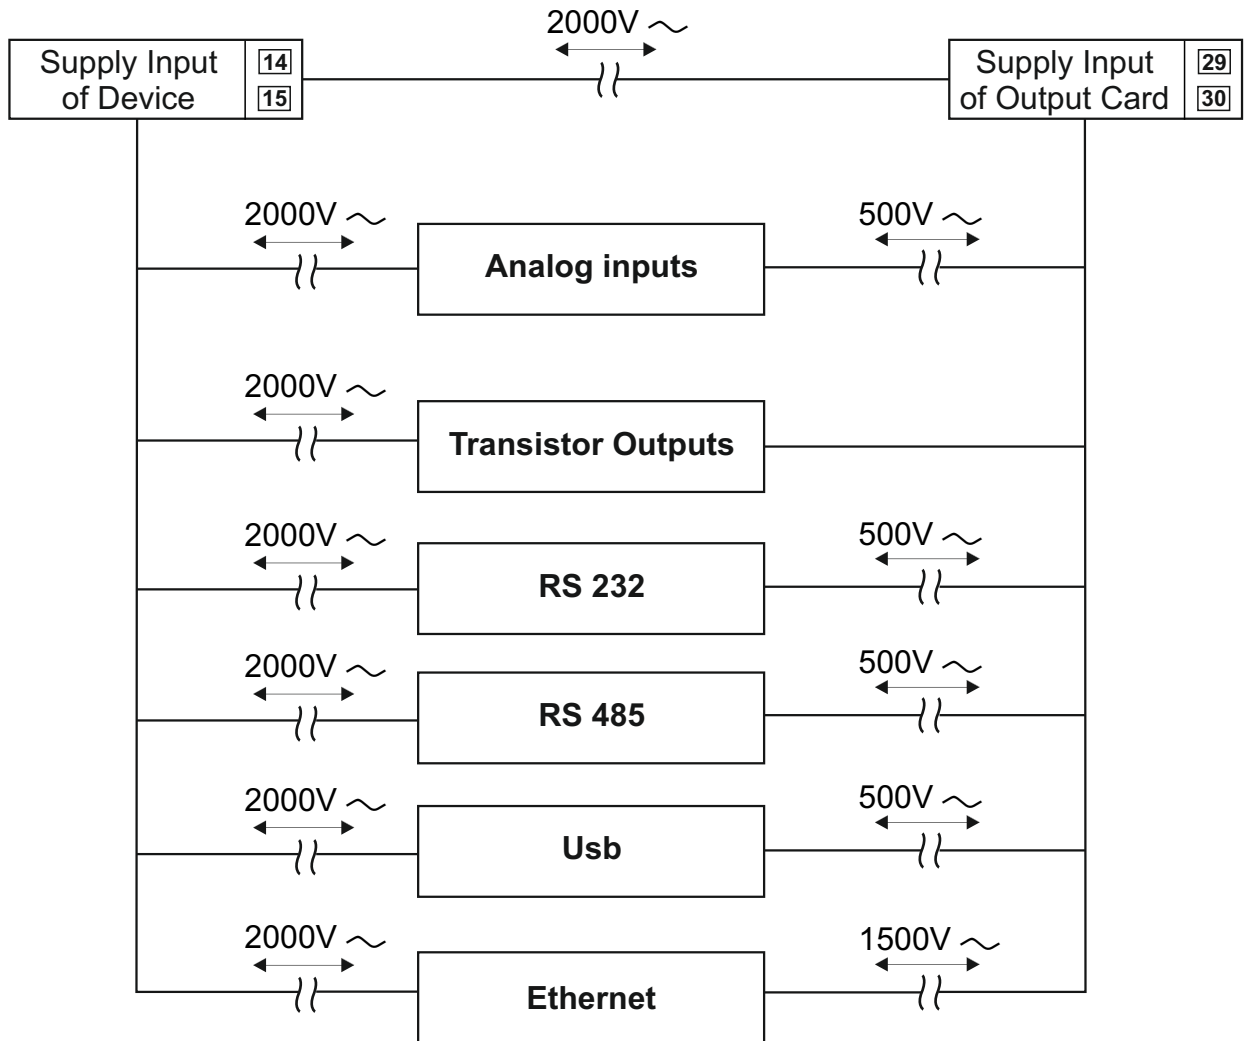 2000V ~
Supply Input
of Device
14
15
Supply Input
of Output Card
29
30
2000V ~
500V ~
Analog inputs
2000V ~
Transistor Outputs
2000V ~
500V ~
RS 232
2000V ~
500V ~
RS 485
2000V ~
500V ~
Usb
2000V ~
1500V ~
Ethernet